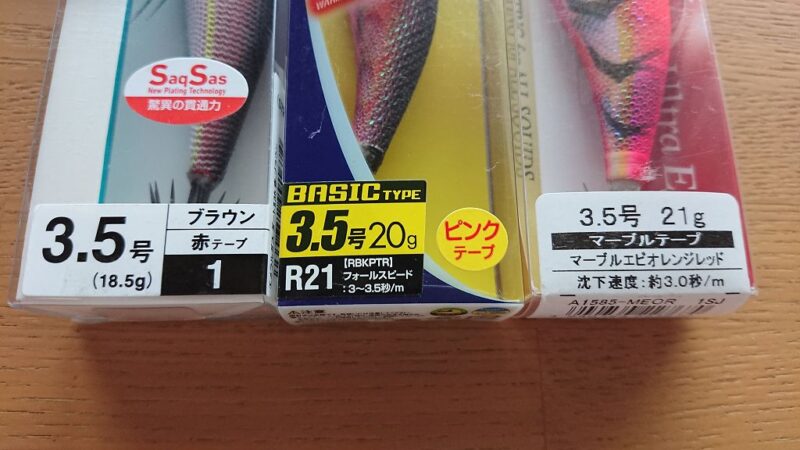 SaqSas
New Plating Technology
驚異の貫通力
3.5号
(18.5g)
ブラウン
赤テープ
1
BASIC TYPE
3.5号20g
R21
【RBKPTR】
フォールスピード
:3~3.5秒/m
ピンク
テープ
⚠注意
3.5号 21g
マーブルテープ
マーブルエビオレンジレッド
沈下速度:約3.0秒/m
A1585-MEOR 1SJ
Ultra E